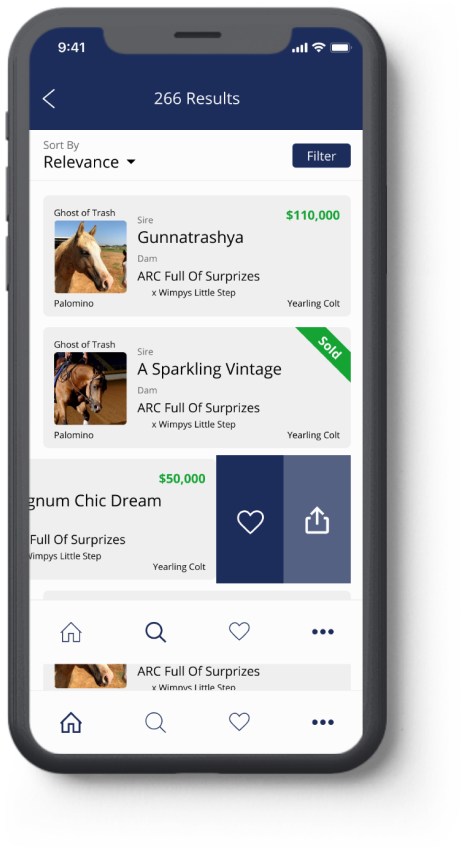 9:41
266 Results
Sort By
Relevance
Filter
Ghost of Trash
Sire
$110,000
Gunnatrashya
Dam
ARC Full Of Surprizes
x Wimpys Little Step
Palomino
Yearling Colt
Ghost of Trash
Sire
Sold
A Sparkling Vintage
Dam
ARC Full Of Surprizes
x Wimpys Little Step
Palomino
Yearling Colt
$50,000
gnum Chic Dream
Full Of Surprizes
Wimpys Little Step
Yearling Colt
ARC Full Of Surprizes
x Wimpys Little Step